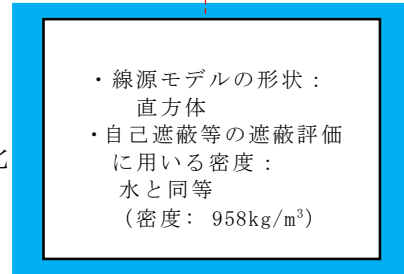 ・線源モデルの形状：
直方体
・自己遮蔽等の遮蔽評価
に用いる密度：
水と同等
(密度: 958kg/m³)